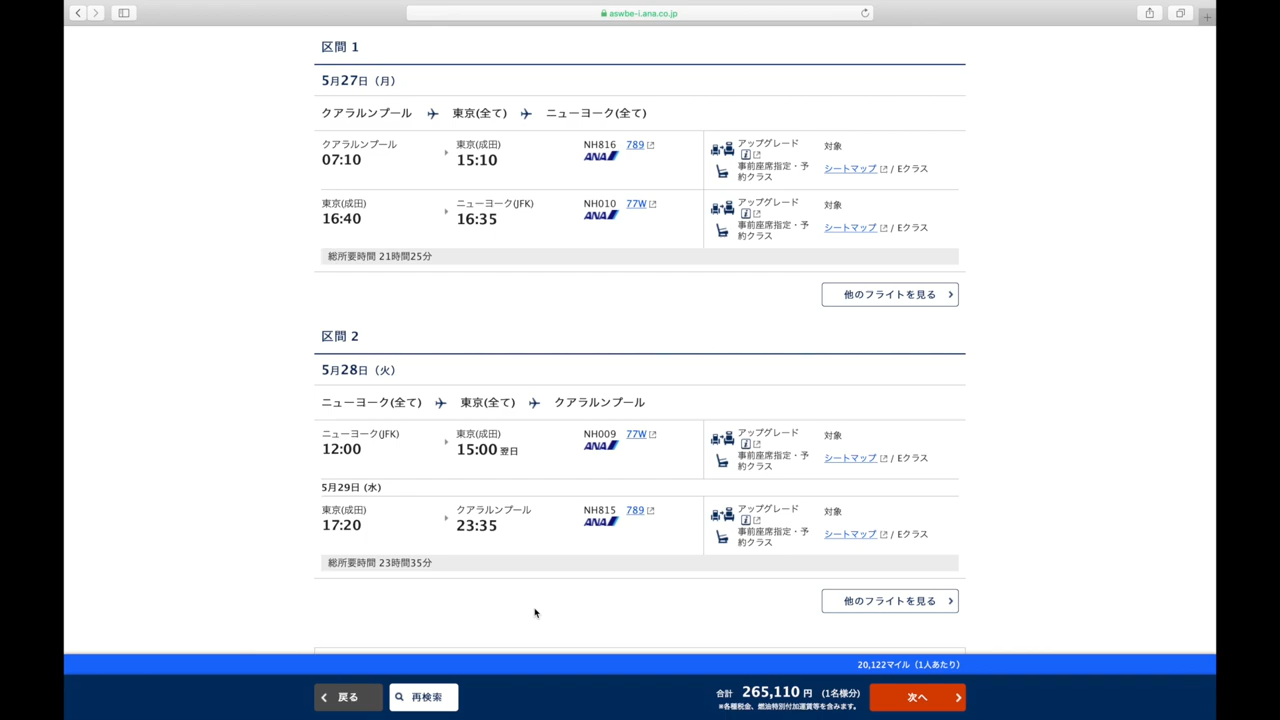 aswbe-i.ana.co.jp
区間 1
5月27日 (月)
クアラルンプール 東京(全て) ニューヨーク(全て)
クアラルンプール 東京(成田) NH816 789 アップグレード 対象
07:10 15:10 ANA 事前座席指定・予約クラス シートマップ / Eクラス
東京(成田) ニューヨーク(JFK) NH010 77W アップグレード 対象
16:40 16:35 ANA 事前座席指定・予約クラス シートマップ / Eクラス
総所要時間 21時間25分
他のフライトを見る
区間 2
5月28日 (火)
ニューヨーク(全て) 東京(全て) クアラルンプール
ニューヨーク(JFK) 東京(成田) NH009 77W アップグレード 対象
12:00 15:00 翌日 ANA 事前座席指定・予約クラス シートマップ / Eクラス
5月29日 (水)
東京(成田) クアラルンプール NH815 789 アップグレード 対象
17:20 23:35 ANA 事前座席指定・予約クラス シートマップ / Eクラス
総所要時間 23時間35分
他のフライトを見る
20,122マイル (1人あたり)
戻る 再検索 合計 265,110 円 (1名様分) 次へ
※各種税金、燃油特別付加運賃等を含みます。